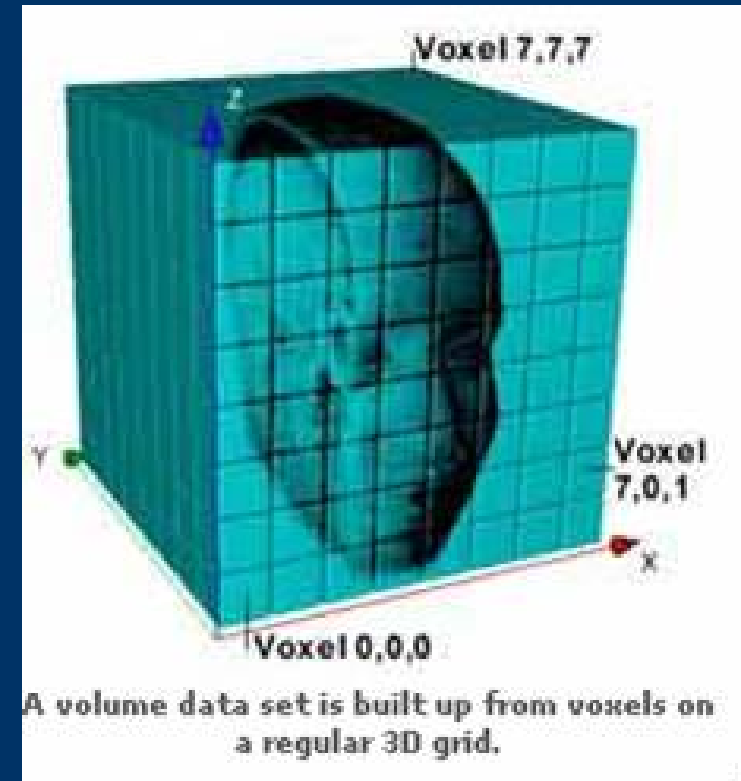 Voxel 7,7,7
Z
Y
Voxel
7,0,1
X
Voxel 0,0,0
A volume data set is built up from voxels on
a regular 3D grid.